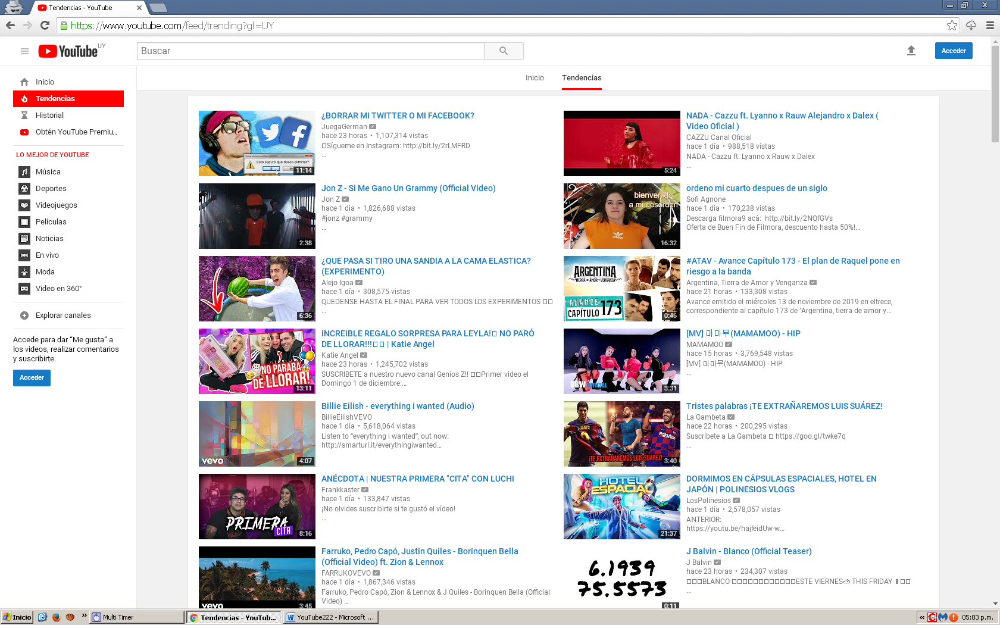 Tendencias - YouTube
https://www.youtube.com/feed/trending?gl=UY
YouTube UY
Buscar
Acceder
Inicio
Tendencias
Inicio
Tendencias
Historial
Obtén YouTube Premiu...
LO MEJOR DE YOUTUBE
Música
Deportes
Videojuegos
Películas
Noticias
En vivo
Moda
Video en 360°
Explorar canales
Accede para dar “Me gusta” a
los videos, realizar comentarios
y suscribirte.
Acceder
Esta seguro que desea eliminar?
11:14
¿BORRAR MI TWITTER O MI FACEBOOK?
JuegaGerman
hace 23 horas • 1,107,314 vistas
Sígueme en Instagram: http://bit.ly/2rLMFRD
...
5:24
NADA - Cazzu ft. Lyanno x Rauw Alejandro x Dalex (
Video Oficial )
CAZZU Canal Oficial
hace 1 día • 988,518 vistas
NADA - Cazzu ft. Lyanno x Rauw x Dalex
...
2:38
Jon Z - Si Me Gano Un Grammy (Official Video)
Jon Z
hace 1 día • 1,826,688 vistas
#jonz #grammy
...
bienvenido
a mi desorden
16:32
ordeno mi cuarto despues de un siglo
Sofi Agnone
hace 1 día • 170,238 vistas
Descarga filmora9 acá: http://bit.ly/2NQfGVs
Oferta de Buen Fin de Filmora, descuento hasta 50%!...
6:36
¿QUE PASA SI TIRO UNA SANDIA A LA CAMA ELASTICA?
(EXPERIMENTO)
Alejo Igoa
hace 1 día • 308,575 vistas
QUEDENSE HASTA EL FINAL PARA VER TODOS LOS EXPERIMENTOS
...
ARGENTINA
TIERRA DE AMOR Y VENGANZA
AVANCE
CAPÍTULO 173
0:46
#ATAV - Avance Capítulo 173 - El plan de Raquel pone en
riesgo a la banda
Argentina, Tierra de Amor y Venganza
hace 21 horas • 133,308 vistas
Avance emitido el miércoles 13 de noviembre de 2019 en eltrece,
correspondiente al capítulo 173 de "Argentina, tierra de amor y...
NO PARABA
DE LLORAR!
13:11
INCREIBLE REGALO SORPRESA PARA LEYLA! NO PARÓ
DE LLORAR!!! | Katie Angel
Katie Angel
hace 23 horas • 1,245,702 vistas
SUSCRIBETE a nuestro nuevo canal Genios Z!! Primer vídeo el
Domingo 1 de diciembre:...
RBW OFFICIAL
3:31
[MV] 마마무(MAMAMOO) - HIP
MAMAMOO
hace 15 horas • 3,769,548 vistas
[MV] 마마무(MAMAMOO) - HIP
...
vevo
4:07
Billie Eilish - everything i wanted (Audio)
BillieEilishVEVO
hace 1 día • 5,618,064 vistas
Listen to “everything i wanted”, out now:
http://smarturl.it/everythingiwanted...
SUÁREZ
9
Rakuten
¡TE EXTRAÑAREMOS LUIS SUÁREZ!
3:40
Tristes palabras ¡TE EXTRAÑAREMOS LUIS SUÁREZ!
La Gambeta
hace 22 horas • 200,295 vistas
Suscríbete a La Gambeta https://goo.gl/twke7q
...
PRIMERA
CITA
8:16
ANÉCDOTA | NUESTRA PRIMERA "CITA" CON LUCHI
Frankkaster
hace 1 día • 133,847 vistas
¡No olvides suscribirte si te gustó el vídeo!
...
HOTEL
ESPACIAL
21:37
DORMIMOS EN CÁPSULAS ESPACIALES, HOTEL EN
JAPÓN | POLINESIOS VLOGS
LosPolinesios
hace 1 día • 2,578,057 vistas
ANTERIOR:
https://youtu.be/hajfeidUw-w...
vevo
3:45
Farruko, Pedro Capó, Justin Quiles - Borinquen Bella
(Official Video) ft. Zion & Lennox
FARRUKOVEVO
hace 1 día • 1,867,346 vistas
Farruko, Pedro Capó, Zion & Lennox & J Quiles - Borinquen Bella (Official
Video) ...
6.1939
75.5573
0:11
J Balvin - Blanco (Official Teaser)
J Balvin
hace 23 horas • 234,307 vistas
BLANCO ESTE VIERNES THIS FRIDAY
...
Inicio
Multi Timer
Tendencias - YouTub...
YouTube222 - Microsoft ...
05:03 p.m.